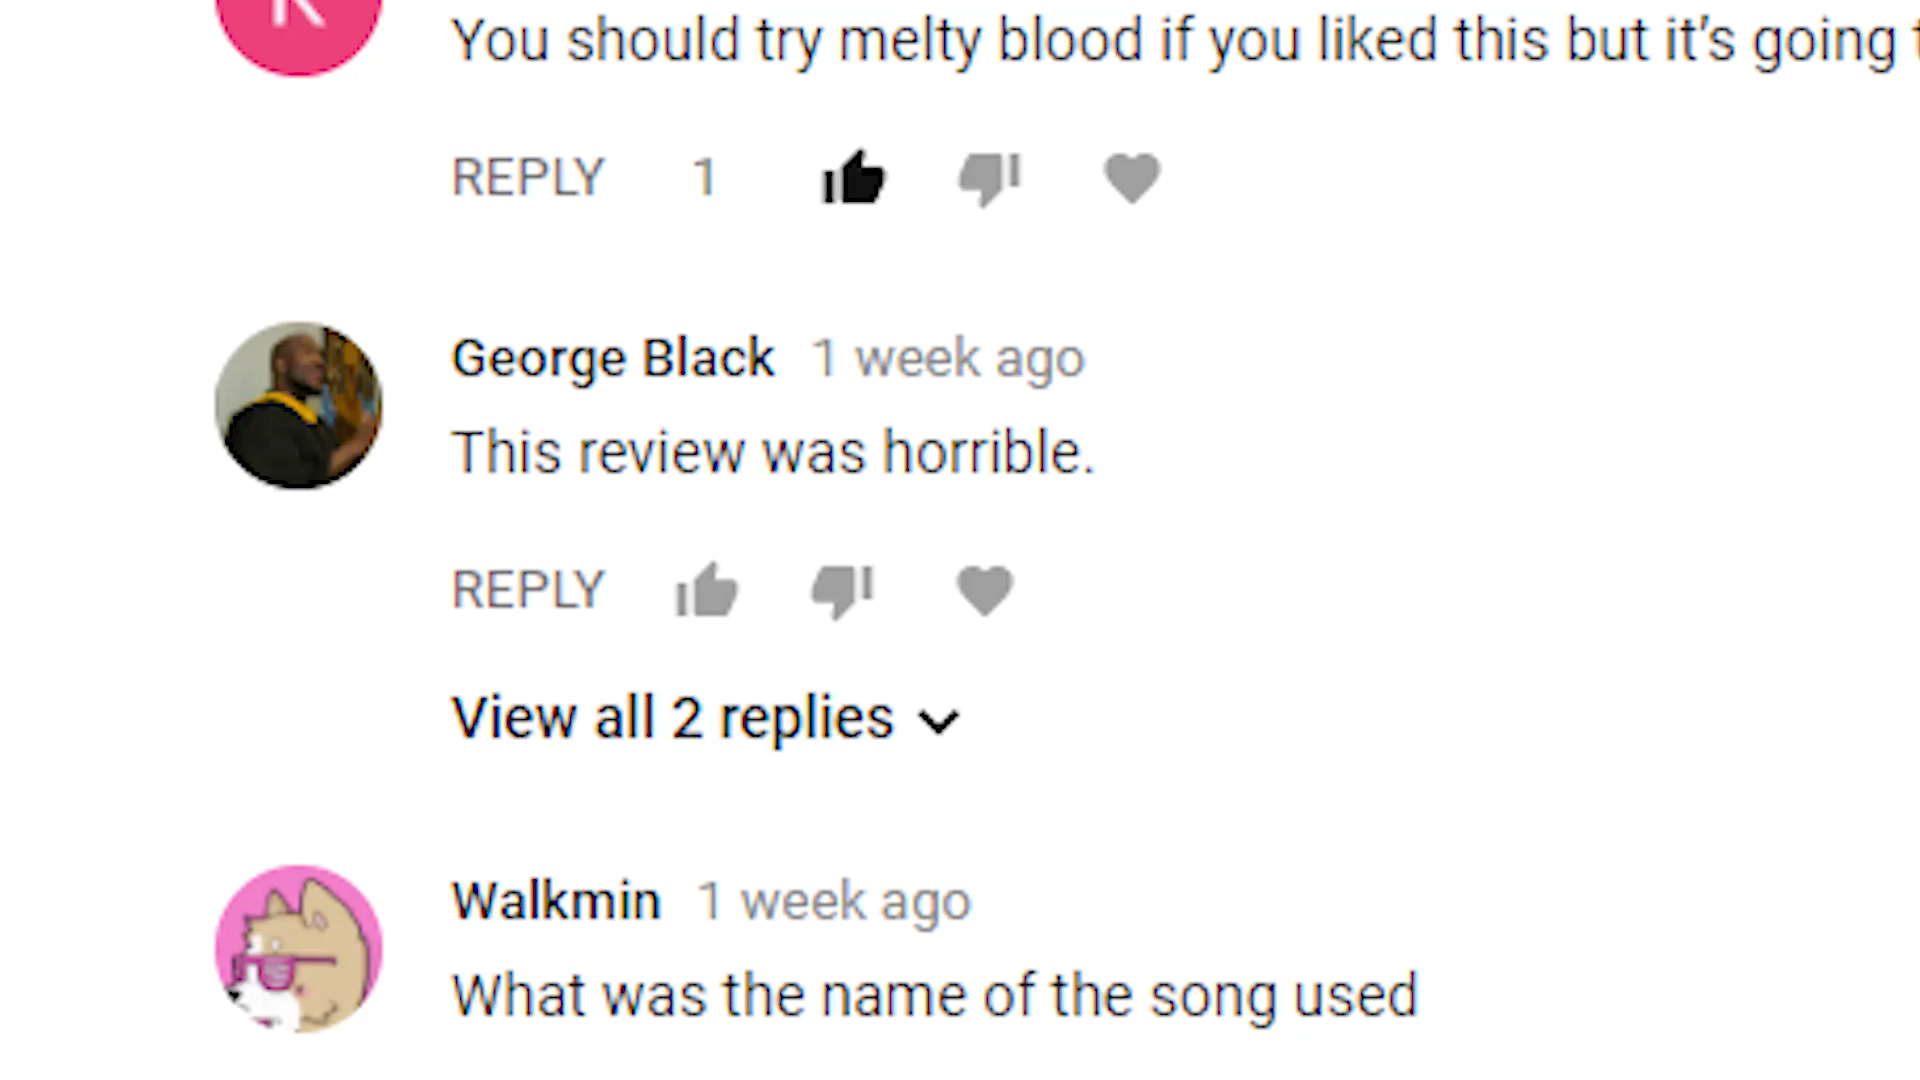 K
You should try melty blood if you liked this but it’s going
REPLY 1
George Black 1 week ago
This review was horrible.
REPLY
View all 2 replies
Walkmin 1 week ago
What was the name of the song used